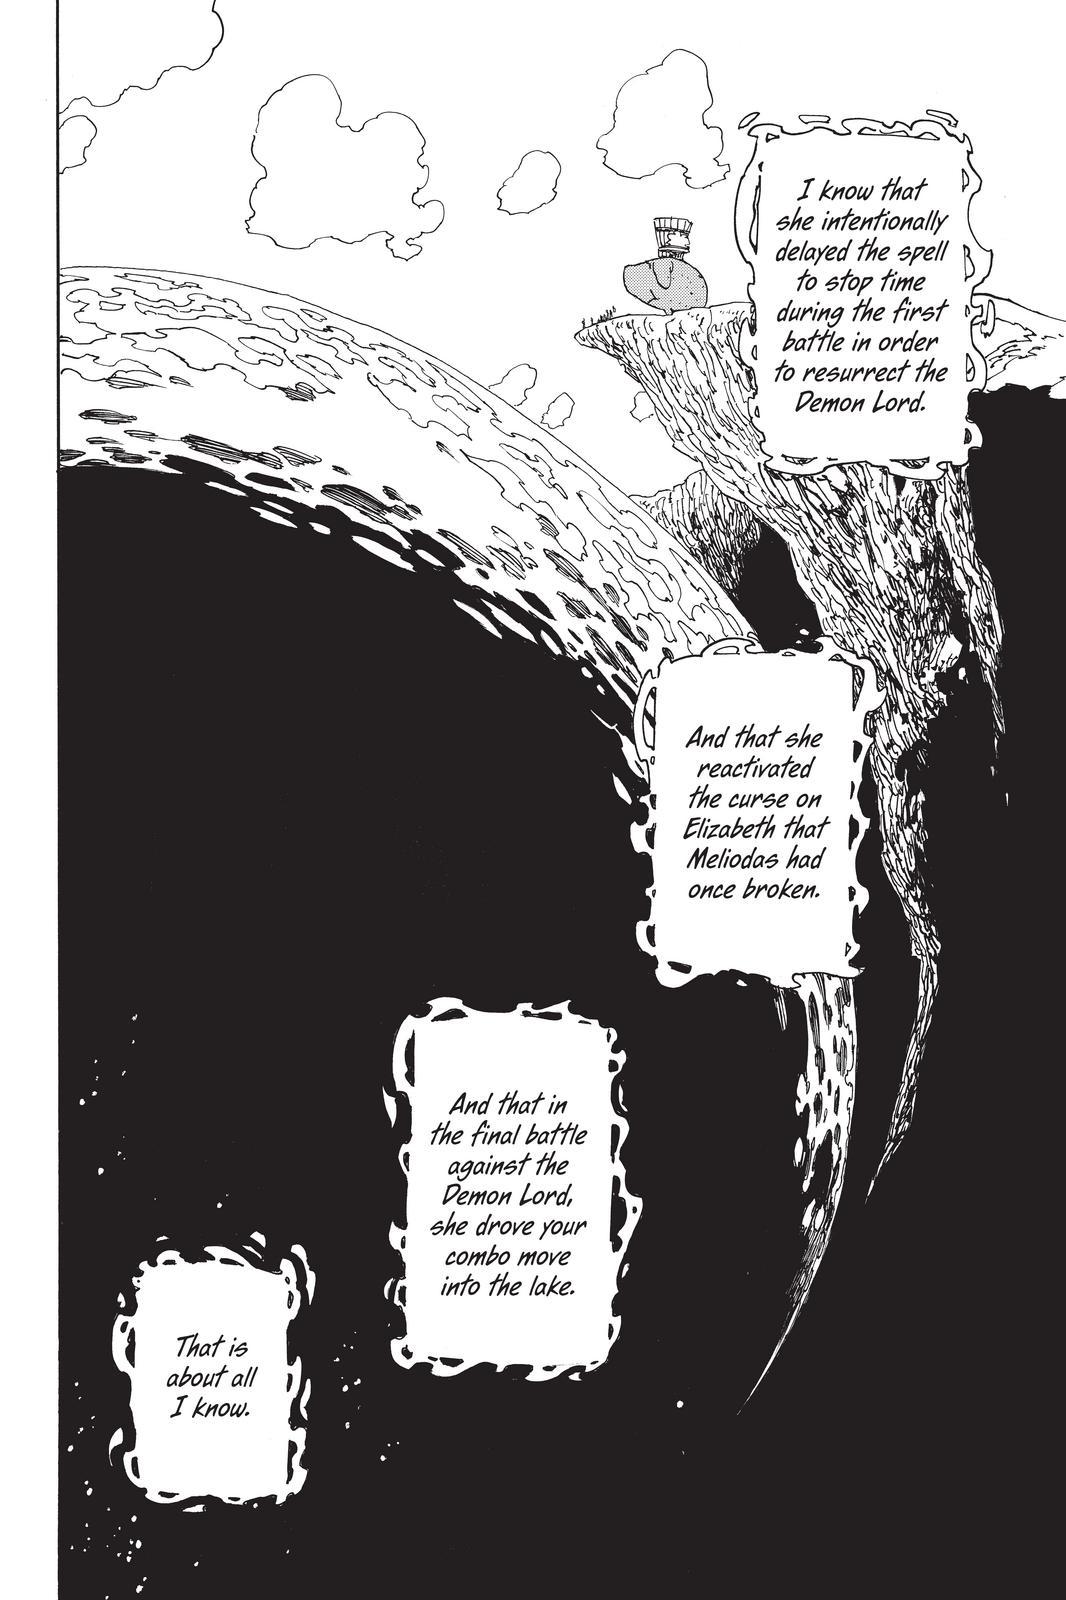 I know that
she intentionally
delayed the spell
to stop time
during the first
battle in order
to resurrect the
Demon Lord.
And that she
reactivated
the curse on
Elizabeth that
Meliodas had
once broken.
And that in
the final battle
against the
Demon Lord,
she drove your
combo move
into the lake.
That is
about all
I know.